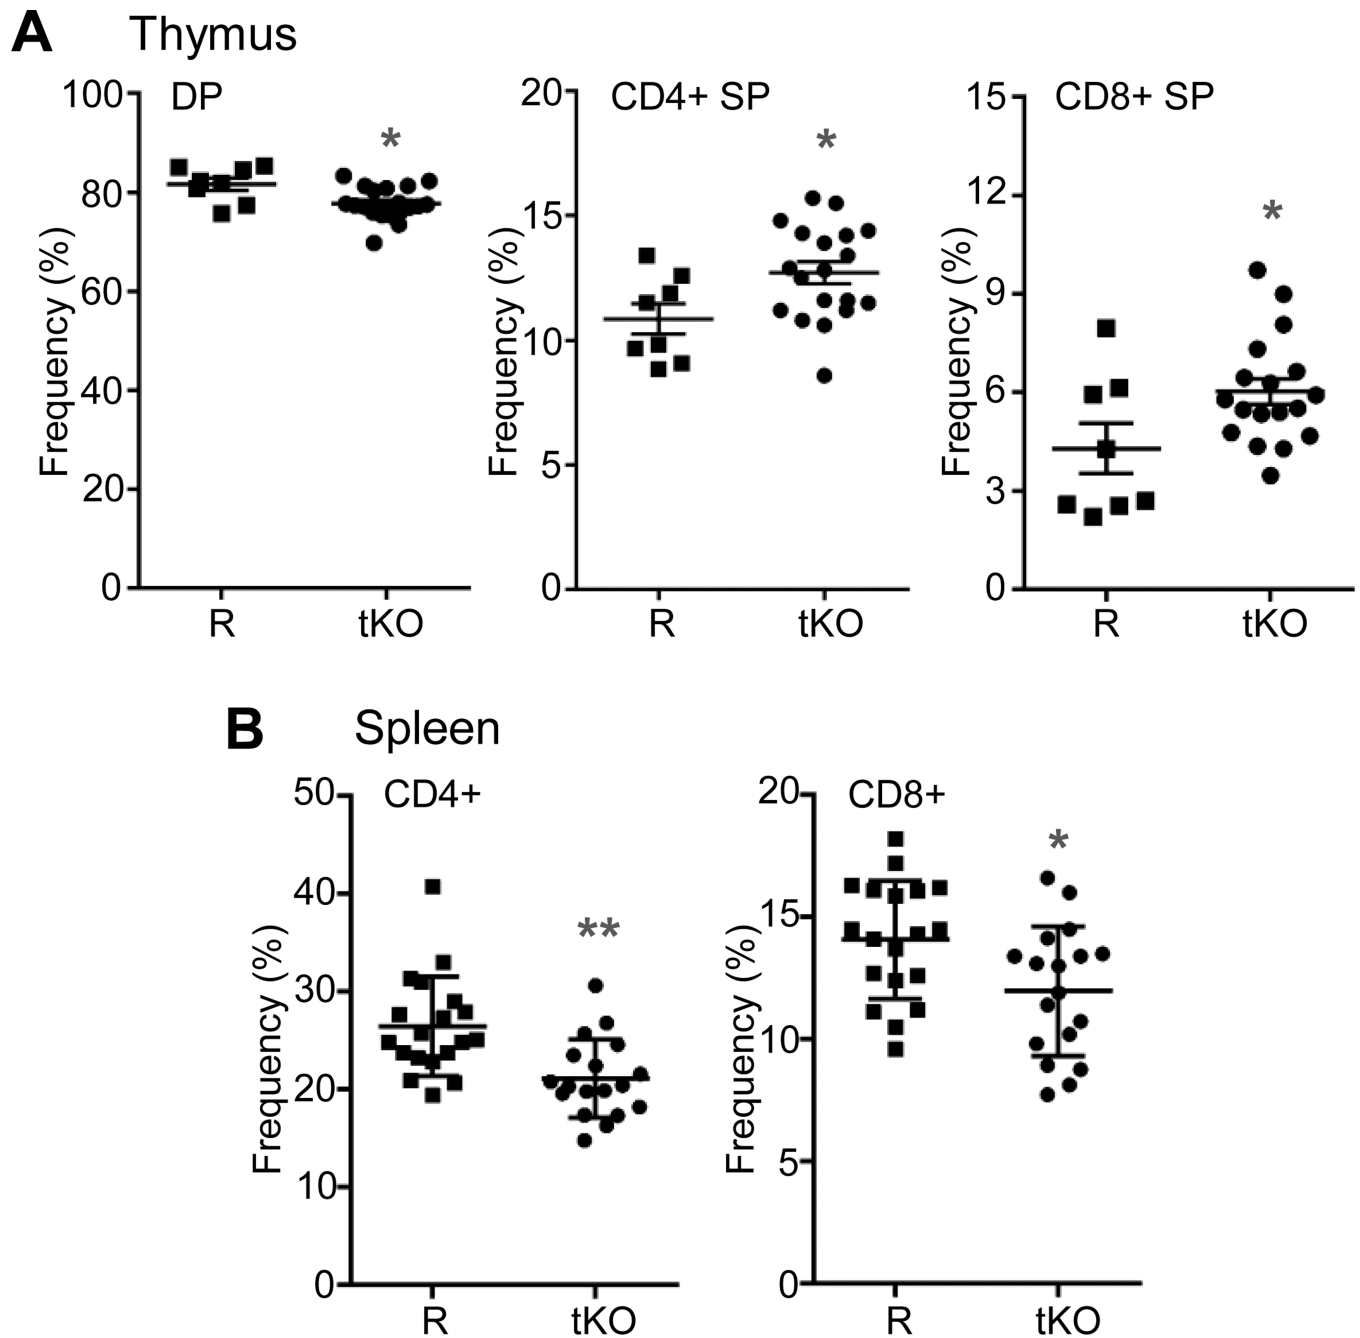 A Thymus
DP
*
Frequency (%)
100
80
60
40
20
0
R tKO
CD4+ SP
*
Frequency (%)
20
15
10
5
0
R tKO
CD8+ SP
*
Frequency (%)
15
12
9
6
3
0
R tKO
B Spleen
CD4+
**
Frequency (%)
50
40
30
20
10
0
R tKO
CD8+
*
Frequency (%)
20
15
10
5
0
R tKO